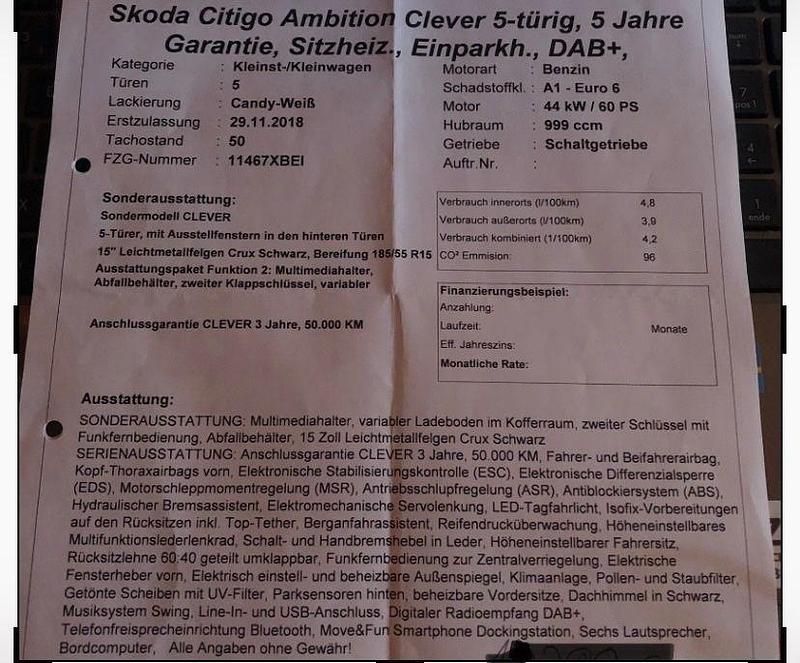 Skoda Citigo Ambition Clever 5-türig, 5 Jahre
Garantie, Sitzheiz., Einparkh., DAB+,
Kategorie : Kleinst-/Kleinwagen
Türen : 5
Lackierung : Candy-Weiß
Erstzulassung : 29.11.2018
Tachostand : 50
FZG-Nummer : 11467XBEI
Motorart : Benzin
Schadstoffkl. : A1 - Euro 6
Motor : 44 kW / 60 PS
Hubraum : 999 ccm
Getriebe : Schaltgetriebe
Auftr.Nr. :
Sonderausstattung:
Sondermodell CLEVER
5-Türer, mit Ausstellfenstern in den hinteren Türen
15" Leichtmetallfelgen Crux Schwarz, Bereifung 185/55 R15
Ausstattungspaket Funktion 2: Multimediahalter,
Abfallbehälter, zweiter Klappschlüssel, variabler
Anschlussgarantie CLEVER 3 Jahre, 50.000 KM
Verbrauch innerorts (l/100km) 4,8
Verbrauch außerorts (l/100km) 3,9
Verbrauch kombiniert (1/100km) 4,2
CO² Emmision: 96
Finanzierungsbeispiel:
Anzahlung:
Laufzeit: Monate
Eff. Jahreszins:
Monatliche Rate:
Ausstattung:
SONDERAUSSTATTUNG: Multimediahalter, variabler Ladeboden im Kofferraum, zweiter Schlüssel mit
Funkfernbedienung, Abfallbehälter, 15 Zoll Leichtmetallfelgen Crux Schwarz
SERIENAUSSTATTUNG: Anschlussgarantie CLEVER 3 Jahre, 50.000 KM, Fahrer- und Beifahrerairbag,
Kopf-Thoraxairbags vorn, Elektronische Stabilisierungskontrolle (ESC), Elektronische Differenzialsperre
(EDS), Motorschleppmomentregelung (MSR), Antriebsschlupfregelung (ASR), Antiblockiersystem (ABS),
Hydraulischer Bremsassistent, Elektromechanische Servolenkung, LED-Tagfahrlicht, Isofix-Vorbereitungen
auf den Rücksitzen inkl. Top-Tether, Berganfahrassistent, Reifendrucküberwachung, Höheneinstellbares
Multifunktionslederlenkrad, Schalt- und Handbremshebel in Leder, Höheneinstellbarer Fahrersitz,
Rücksitzlehne 60:40 geteilt umklappbar, Funkfernbedienung zur Zentralverriegelung, Elektrische
Fensterheber vorn, Elektrisch einstell- und beheizbare Außenspiegel, Klimaanlage, Pollen- und Staubfilter,
Getönte Scheiben mit UV-Filter, Parksensoren hinten, beheizbare Vordersitze, Dachhimmel in Schwarz,
Musiksystem Swing, Line-In- und USB-Anschluss, Digitaler Radioempfang DAB+,
Telefonfreisprecheinrichtung Bluetooth, Move&Fun Smartphone Dockingstation, Sechs Lautsprecher,
Bordcomputer, Alle Angaben ohne Gewähr!
7
pos1
4
←
1
ende